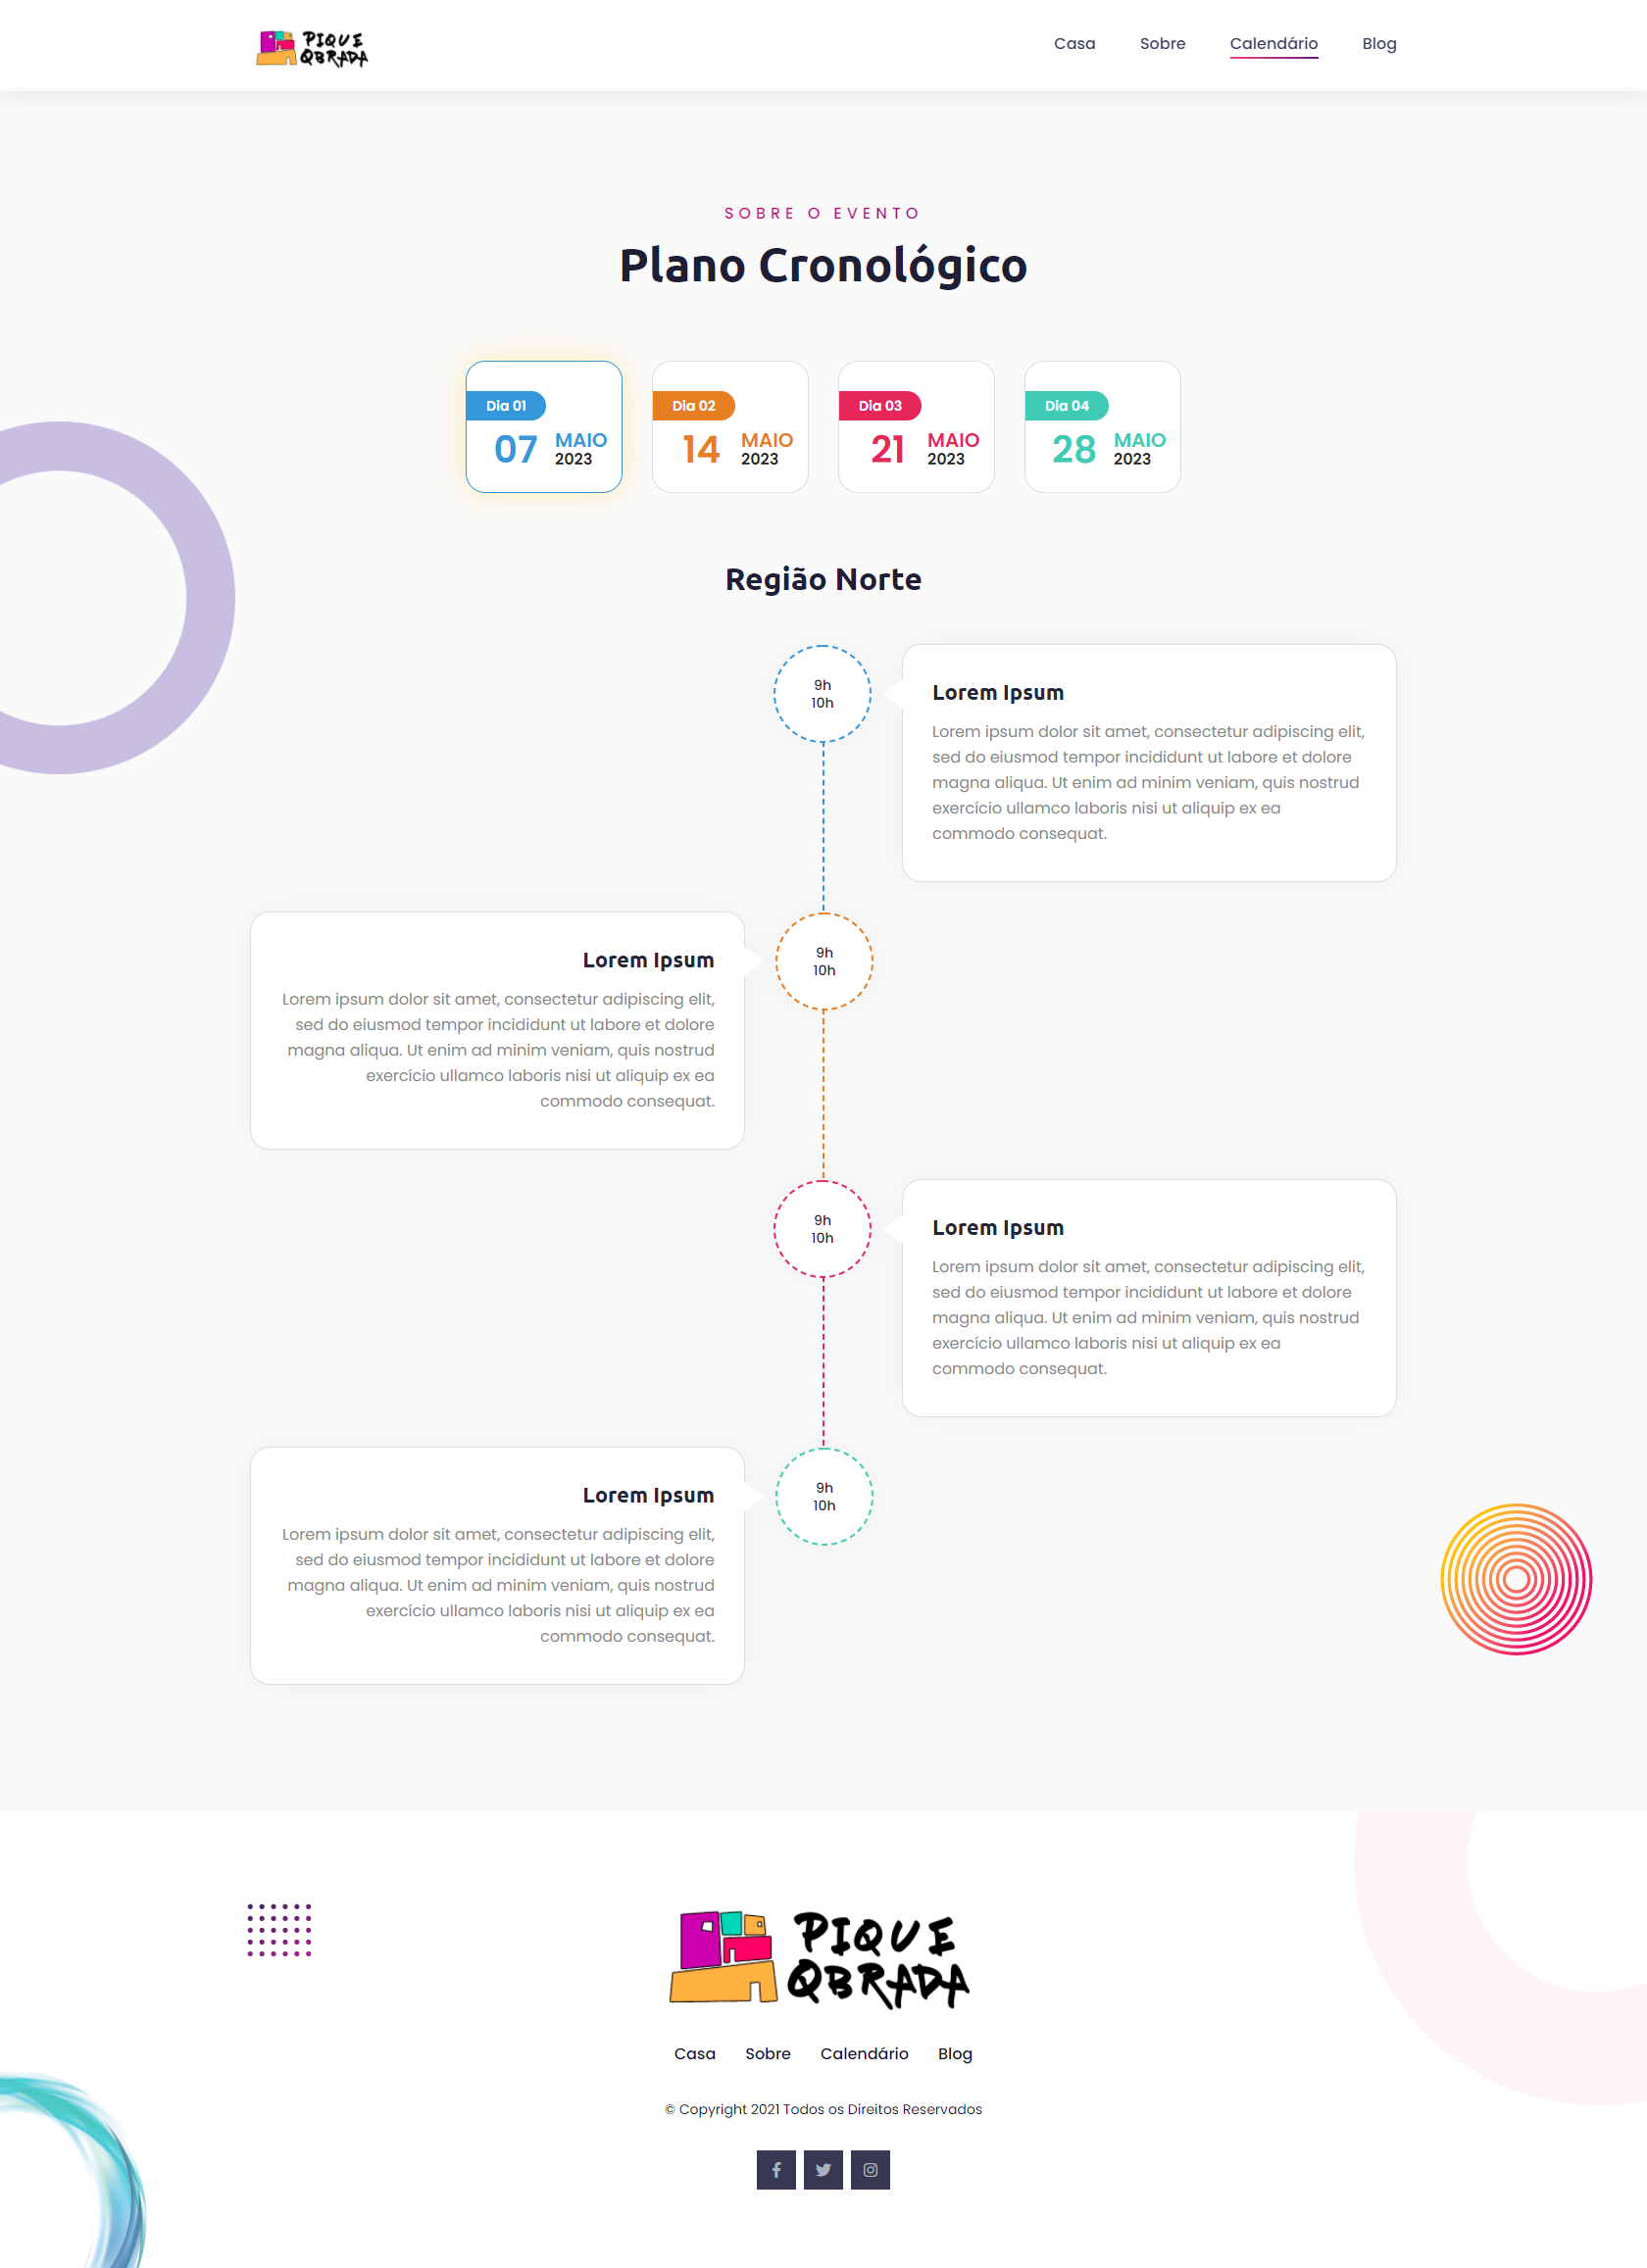 PIQUE
QBRADA
Casa Sobre Calendário Blog
SOBRE O EVENTO
Plano Cronológico
Dia 01
07 MAIO
2023
Dia 02
14 MAIO
2023
Dia 03
21 MAIO
2023
Dia 04
28 MAIO
2023
Região Norte
9h
10h
Lorem Ipsum
Lorem ipsum dolor sit amet, consectetur adipiscing elit,
sed do eiusmod tempor incididunt ut labore et dolore
magna aliqua. Ut enim ad minim veniam, quis nostrud
exercício ullamco laboris nisi ut aliquip ex ea
commodo consequat.
Lorem Ipsum
Lorem ipsum dolor sit amet, consectetur adipiscing elit,
sed do eiusmod tempor incididunt ut labore et dolore
magna aliqua. Ut enim ad minim veniam, quis nostrud
exercício ullamco laboris nisi ut aliquip ex ea
commodo consequat.
9h
10h
9h
10h
Lorem Ipsum
Lorem ipsum dolor sit amet, consectetur adipiscing elit,
sed do eiusmod tempor incididunt ut labore et dolore
magna aliqua. Ut enim ad minim veniam, quis nostrud
exercício ullamco laboris nisi ut aliquip ex ea
commodo consequat.
Lorem Ipsum
Lorem ipsum dolor sit amet, consectetur adipiscing elit,
sed do eiusmod tempor incididunt ut labore et dolore
magna aliqua. Ut enim ad minim veniam, quis nostrud
exercício ullamco laboris nisi ut aliquip ex ea
commodo consequat.
9h
10h
PIQUE
QBRADA
Casa Sobre Calendário Blog
© Copyright 2021 Todos os Direitos Reservados